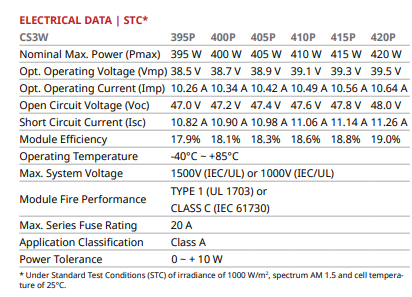 ELECTRICAL DATA | STC*
CS3W 395P 400P 405P 410P 415P 420P
Nominal Max. Power (Pmax) 395 W 400 W 405 W 410 W 415 W 420 W
Opt. Operating Voltage (Vmp) 38.5 V 38.7 V 38.9 V 39.1 V 39.3 V 39.5 V
Opt. Operating Current (Imp) 10.26 A 10.34 A 10.42 A 10.49 A 10.56 A 10.64 A
Open Circuit Voltage (Voc) 47.0 V 47.2 V 47.4 V 47.6 V 47.8 V 48.0 V
Short Circuit Current (Isc) 10.82 A 10.90 A 10.98 A 11.06 A 11.14 A 11.26 A
Module Efficiency 17.9% 18.1% 18.3% 18.6% 18.8% 19.0%
Operating Temperature -40°C ~ +85°C
Max. System Voltage 1500V (IEC/UL) or 1000V (IEC/UL)
Module Fire Performance TYPE 1 (UL 1703) or
CLASS C (IEC 61730)
Max. Series Fuse Rating 20 A
Application Classification Class A
Power Tolerance 0 ~ + 10 W
* Under Standard Test Conditions (STC) of irradiance of 1000 W/m², spectrum AM 1.5 and cell tempera-
ture of 25°C.